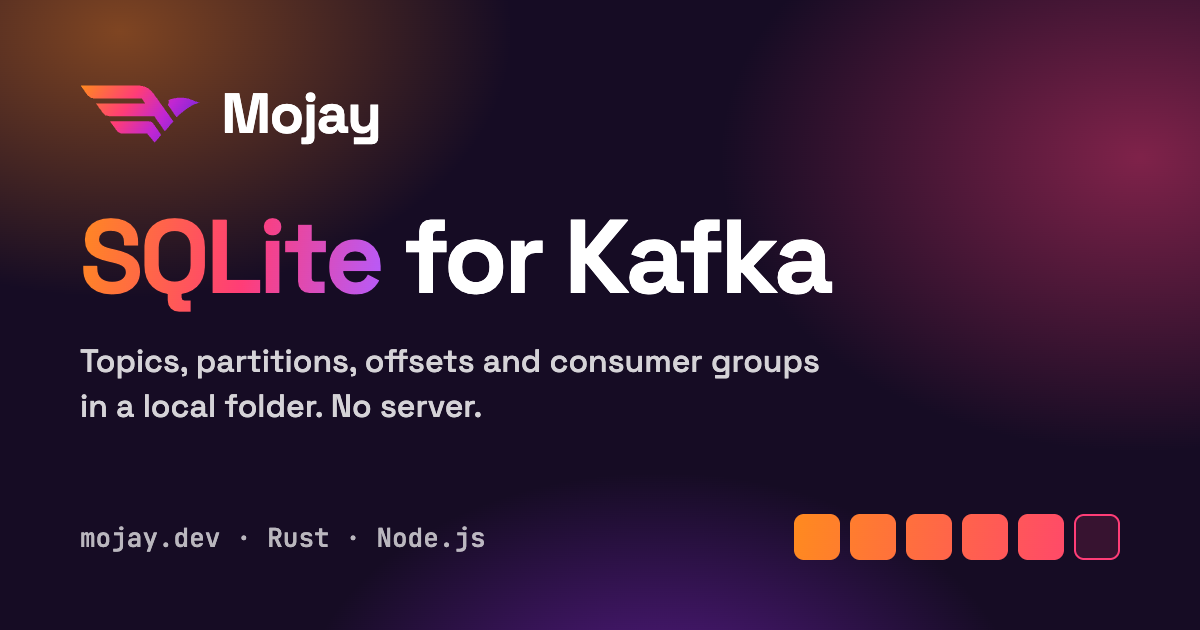 Mojay
SQLite for Kafka
Topics, partitions, offsets and consumer groups
in a local folder. No server.
mojay.dev · Rust · Node.js